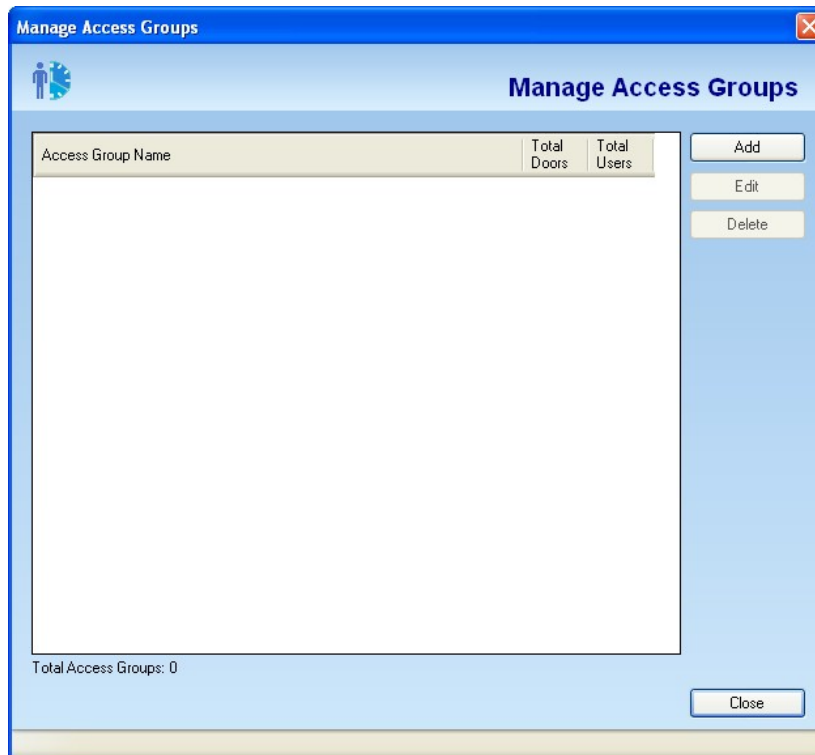 Manage Access Groups
Manage Access Groups
Access Group Name
Total Doors
Total Users
Add
Edit
Delete
Total Access Groups: 0
Close